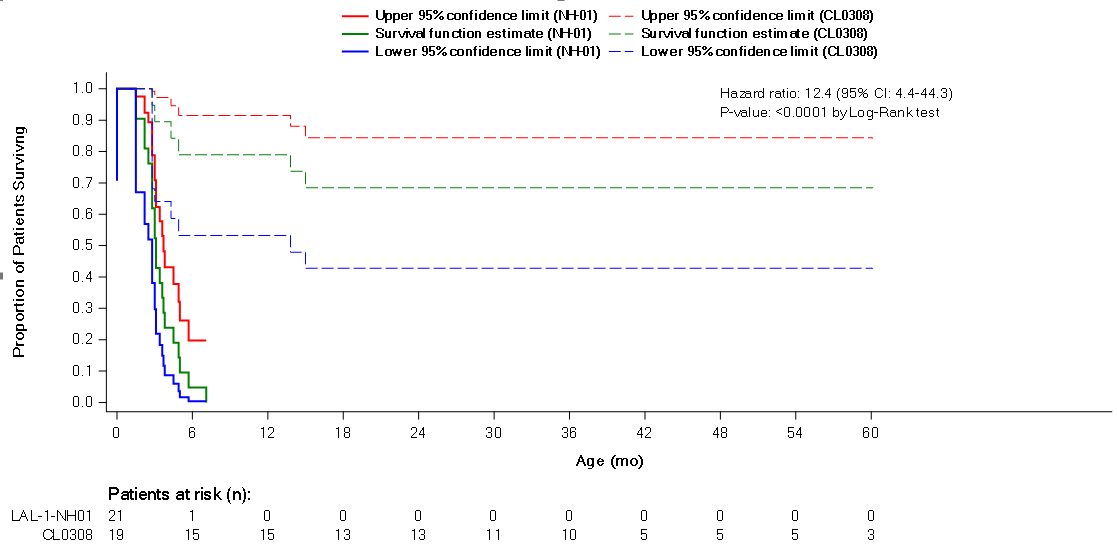 Upper 95% confidence limit (NH-01) Upper 95% confidence limit (CL0308)
Survival function estimate (NH-01) Survival function estimate (CL0308)
Lower 95% confidence limit (NH-01) Lower 95% confidence limit (CL0308)
Hazard ratio: 12.4 (95% CI: 4.4-44.3)
P-value: <0.0001 by Log-Rank test
Proportion of Patients Survivng
1.0
0.9
0.8
0.7
0.6
0.5
0.4
0.3
0.2
0.1
0.0
0 6 12 18 24 30 36 42 48 54 60
Age (mo)
Patients at risk (n):
LAL-1-NH01 21 1 0 0 0 0 0 0 0 0 0
CL0308 19 15 15 13 13 11 10 5 5 5 3